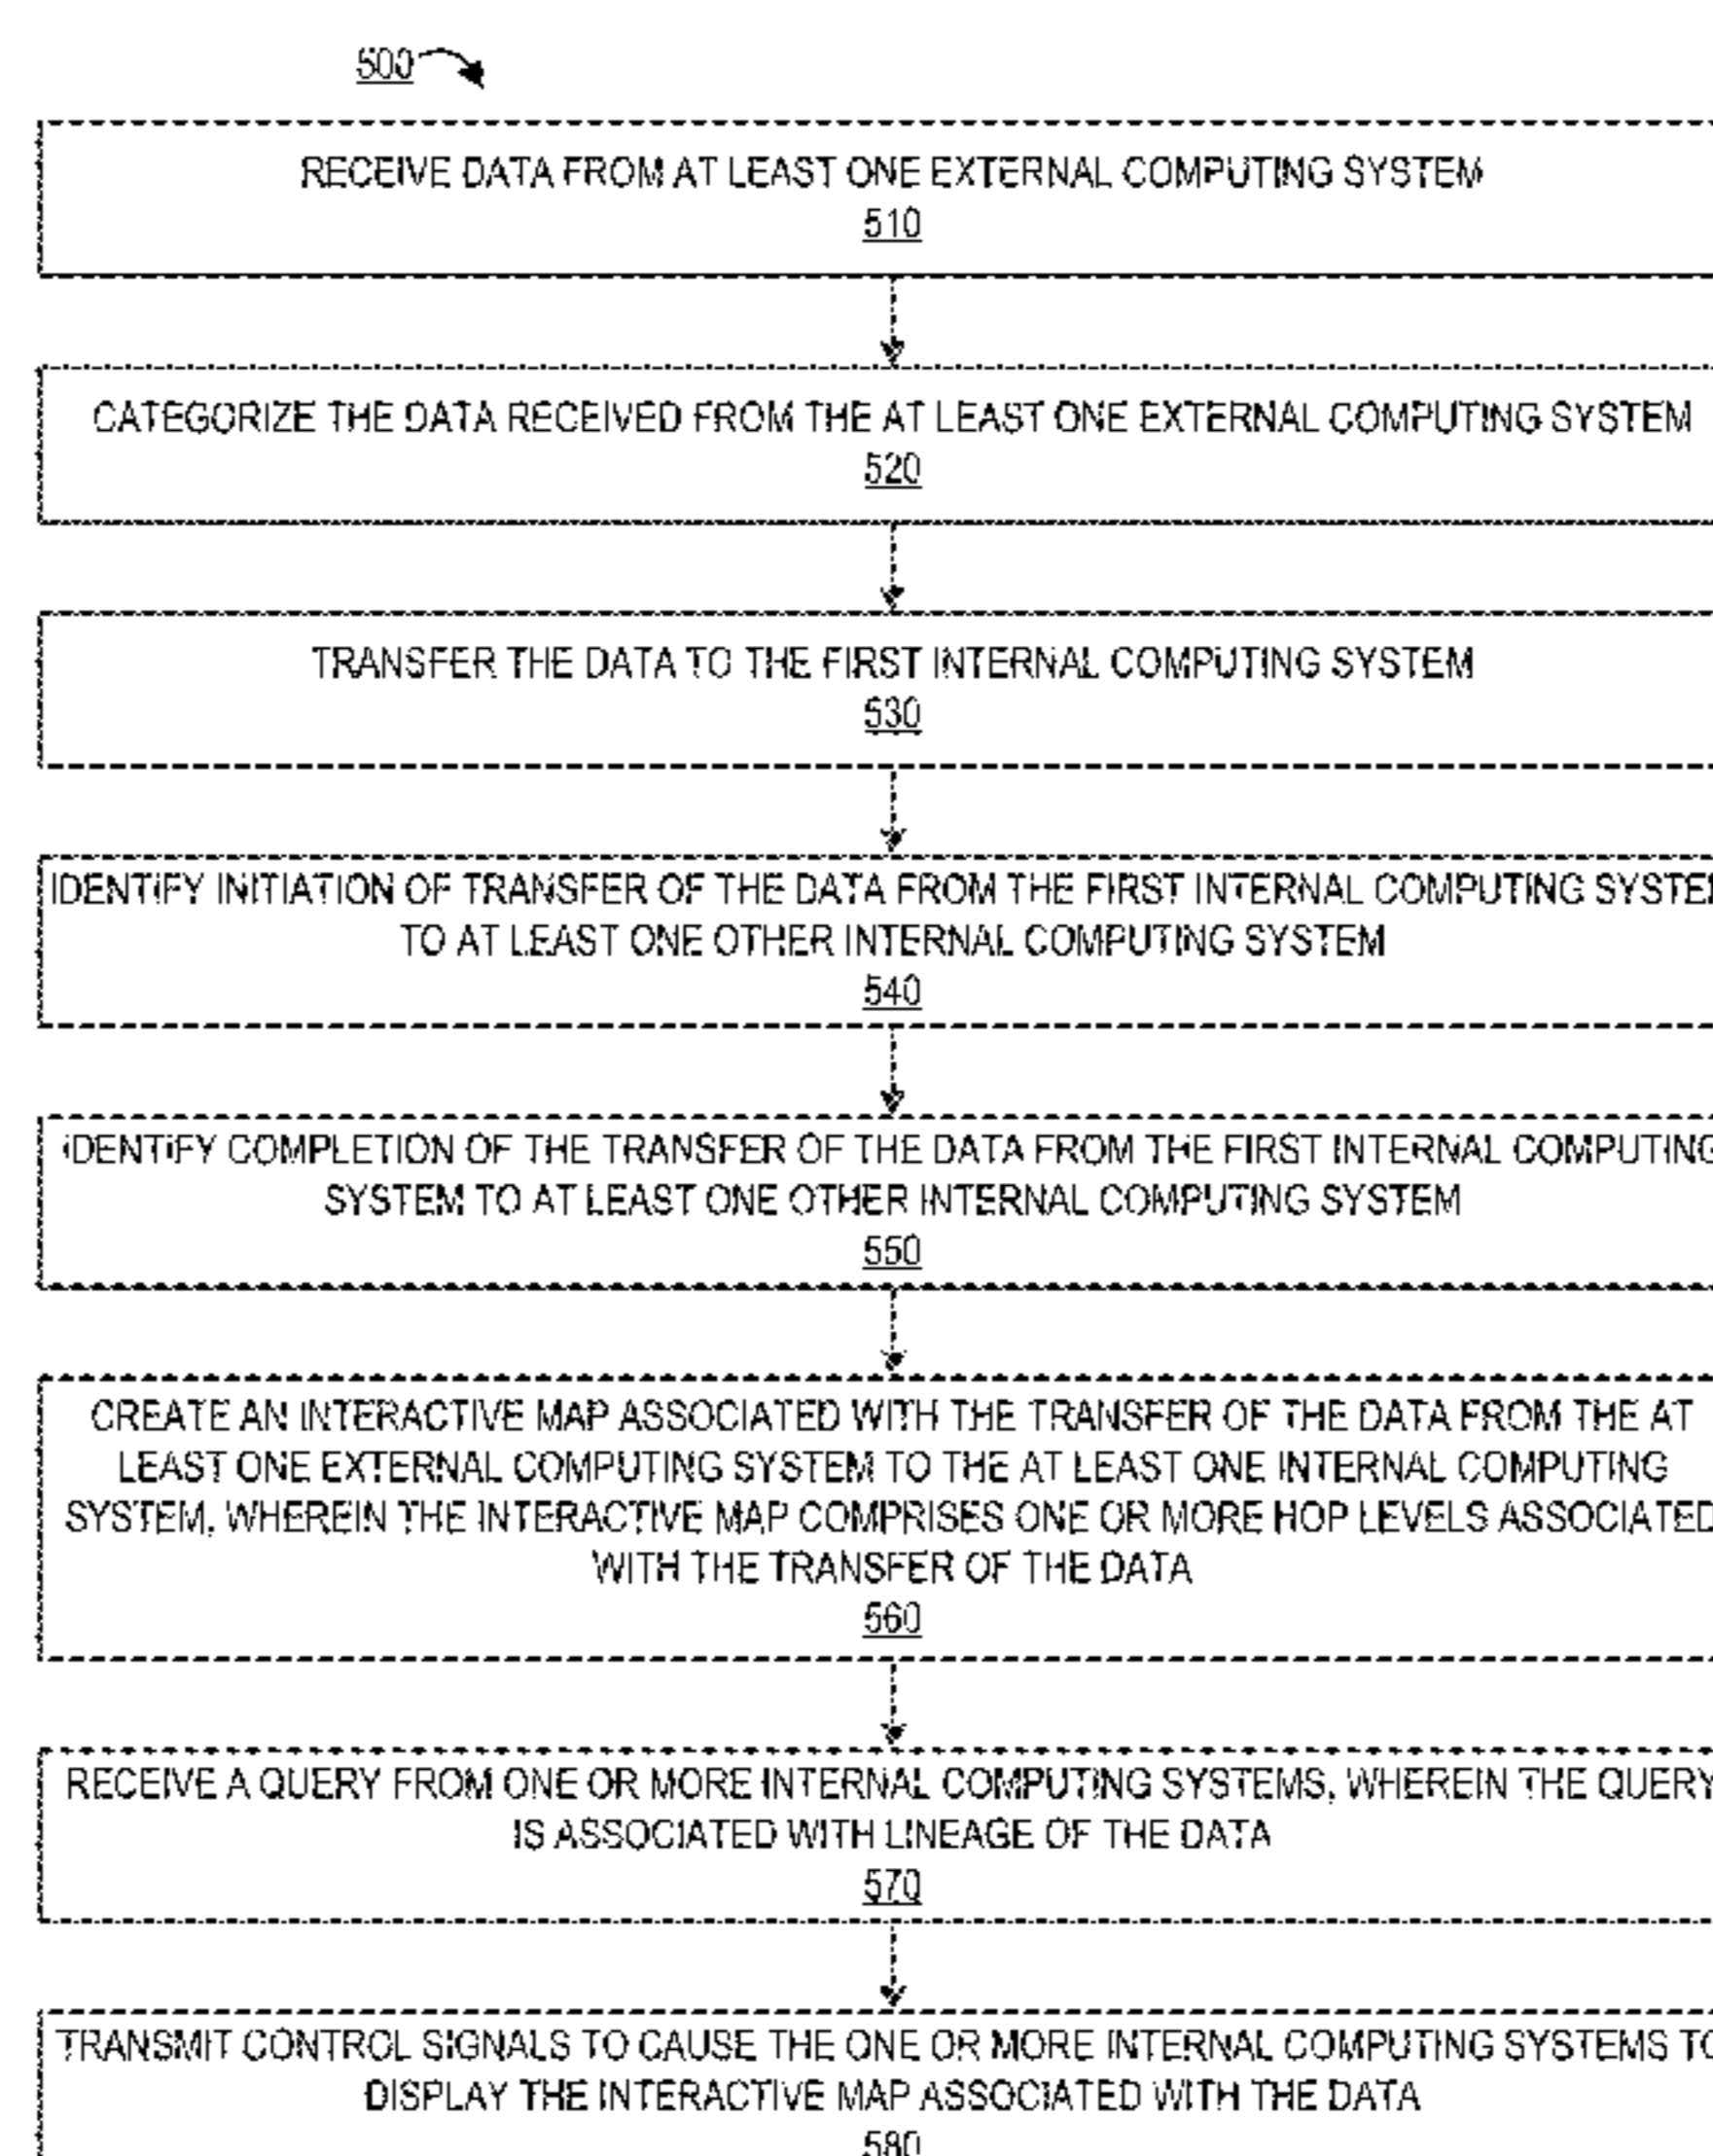 500
RECEIVE DATA FROM AT LEAST ONE EXTERNAL COMPUTING SYSTEM
510
CATEGORIZE THE DATA RECEIVED FROM THE AT LEAST ONE EXTERNAL COMPUTING SYSTEM
520
TRANSFER THE DATA TO THE FIRST INTERNAL COMPUTING SYSTEM
530
IDENTIFY INITIATION OF TRANSFER OF THE DATA FROM THE FIRST INTERNAL COMPUTING SYSTEM
TO AT LEAST ONE OTHER INTERNAL COMPUTING SYSTEM
540
IDENTIFY COMPLETION OF THE TRANSFER OF THE DATA FROM THE FIRST INTERNAL COMPUTING
SYSTEM TO AT LEAST ONE OTHER INTERNAL COMPUTING SYSTEM
550
CREATE AN INTERACTIVE MAP ASSOCIATED WITH THE TRANSFER OF THE DATA FROM THE AT
LEAST ONE EXTERNAL COMPUTING SYSTEM TO THE AT LEAST ONE INTERNAL COMPUTING
SYSTEM, WHEREIN THE INTERACTIVE MAP COMPRISES ONE OR MORE HOP LEVELS ASSOCIATED
WITH THE TRANSFER OF THE DATA
560
RECEIVE A QUERY FROM ONE OR MORE INTERNAL COMPUTING SYSTEMS, WHEREIN THE QUERY
IS ASSOCIATED WITH LINEAGE OF THE DATA
570
TRANSMIT CONTROL SIGNALS TO CAUSE THE ONE OR MORE INTERNAL COMPUTING SYSTEMS TO
DISPLAY THE INTERACTIVE MAP ASSOCIATED WITH THE DATA
580